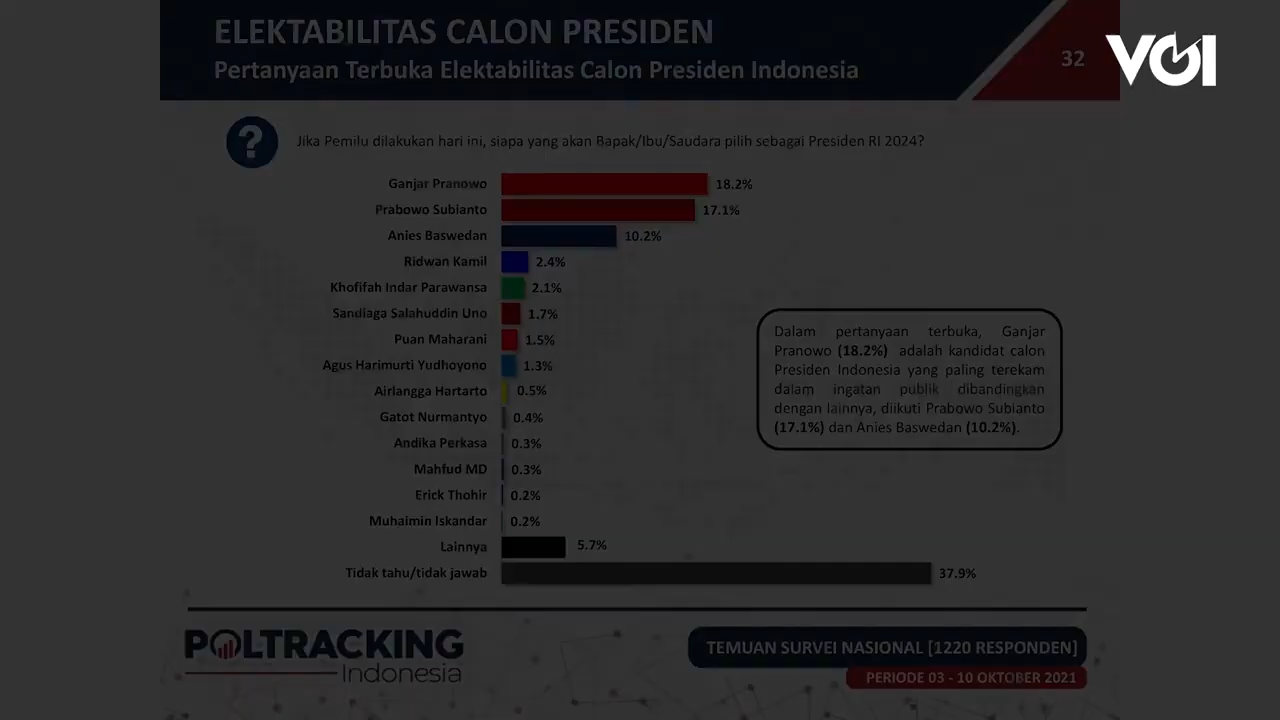 ELEKTABILITAS CALON PRESIDEN
Pertanyaan Terbuka Elektabilitas Calon Presiden Indonesia
32
VOI
?
Jika Pemilu dilakukan hari ini, siapa yang akan Bapak/Ibu/Saudara pilih sebagai Presiden RI 2024?
Ganjar Pranowo 18.2%
Prabowo Subianto 17.1%
Anies Baswedan 10.2%
Ridwan Kamil 2.4%
Khofifah Indar Parawansa 2.1%
Sandiaga Salahuddin Uno 1.7%
Puan Maharani 1.5%
Agus Harimurti Yudhoyono 1.3%
Airlangga Hartarto 0.5%
Gatot Nurmantyo 0.4%
Andika Perkasa 0.3%
Mahfud MD 0.3%
Erick Thohir 0.2%
Muhaimin Iskandar 0.2%
Lainnya 5.7%
Tidak tahu/tidak jawab 37.9%
Dalam pertanyaan terbuka, Ganjar
Pranowo (18.2%) adalah kandidat calon
Presiden Indonesia yang paling terekam
dalam ingatan publik dibandingkan
dengan lainnya, diikuti Prabowo Subianto
(17.1%) dan Anies Baswedan (10.2%).
POLTRACKING
Indonesia
TEMUAN SURVEI NASIONAL [1220 RESPONDEN]
PERIODE 03 - 10 OKTOBER 2021